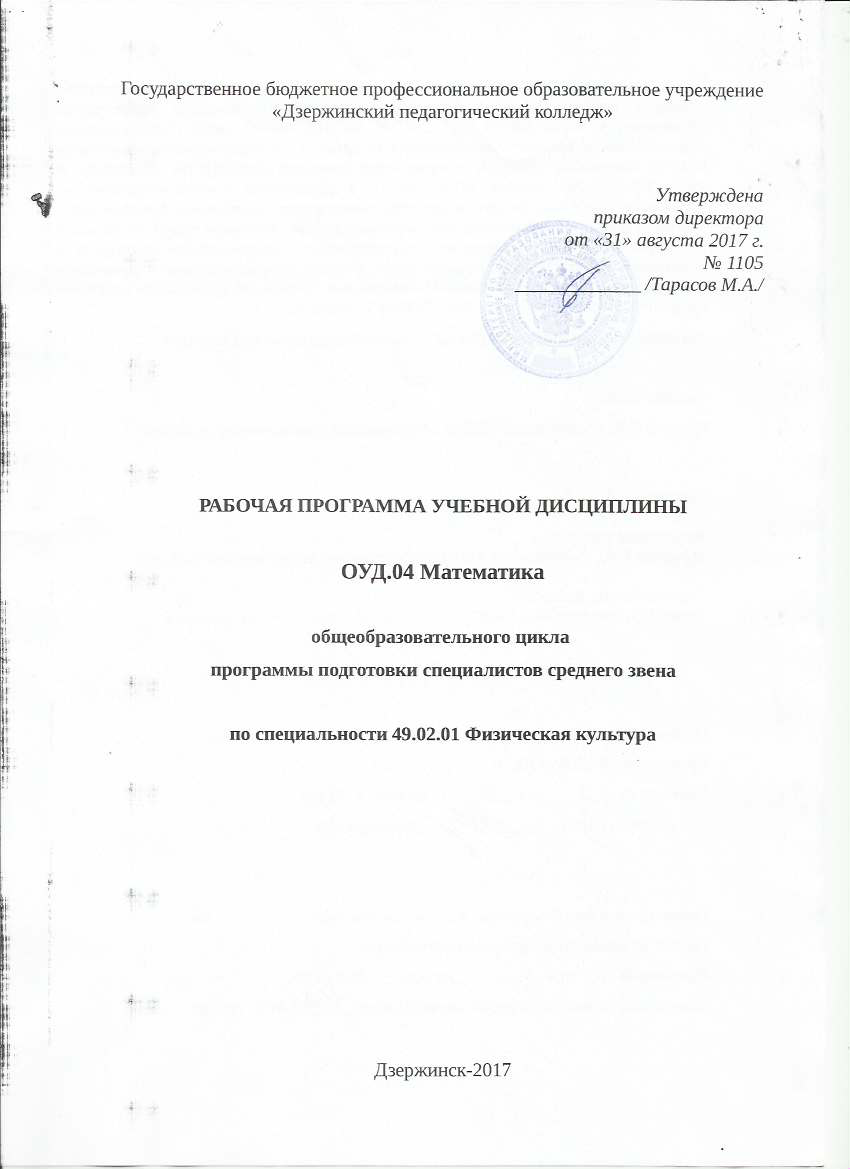 Государственное бюджетное профессиональное образовательное учреждение
«Дзержинский педагогический колледж»
Утверждена
приказом директора
от «31» августа 2017 г.
№ 1105
______________ /Тарасов М.А./
РАБОЧАЯ ПРОГРАММА УЧЕБНОЙ ДИСЦИПЛИНЫ
ОУД.04 Математика
общеобразовательного цикла
программы подготовки специалистов среднего звена
по специальности 49.02.01 Физическая культура
Дзержинск-2017